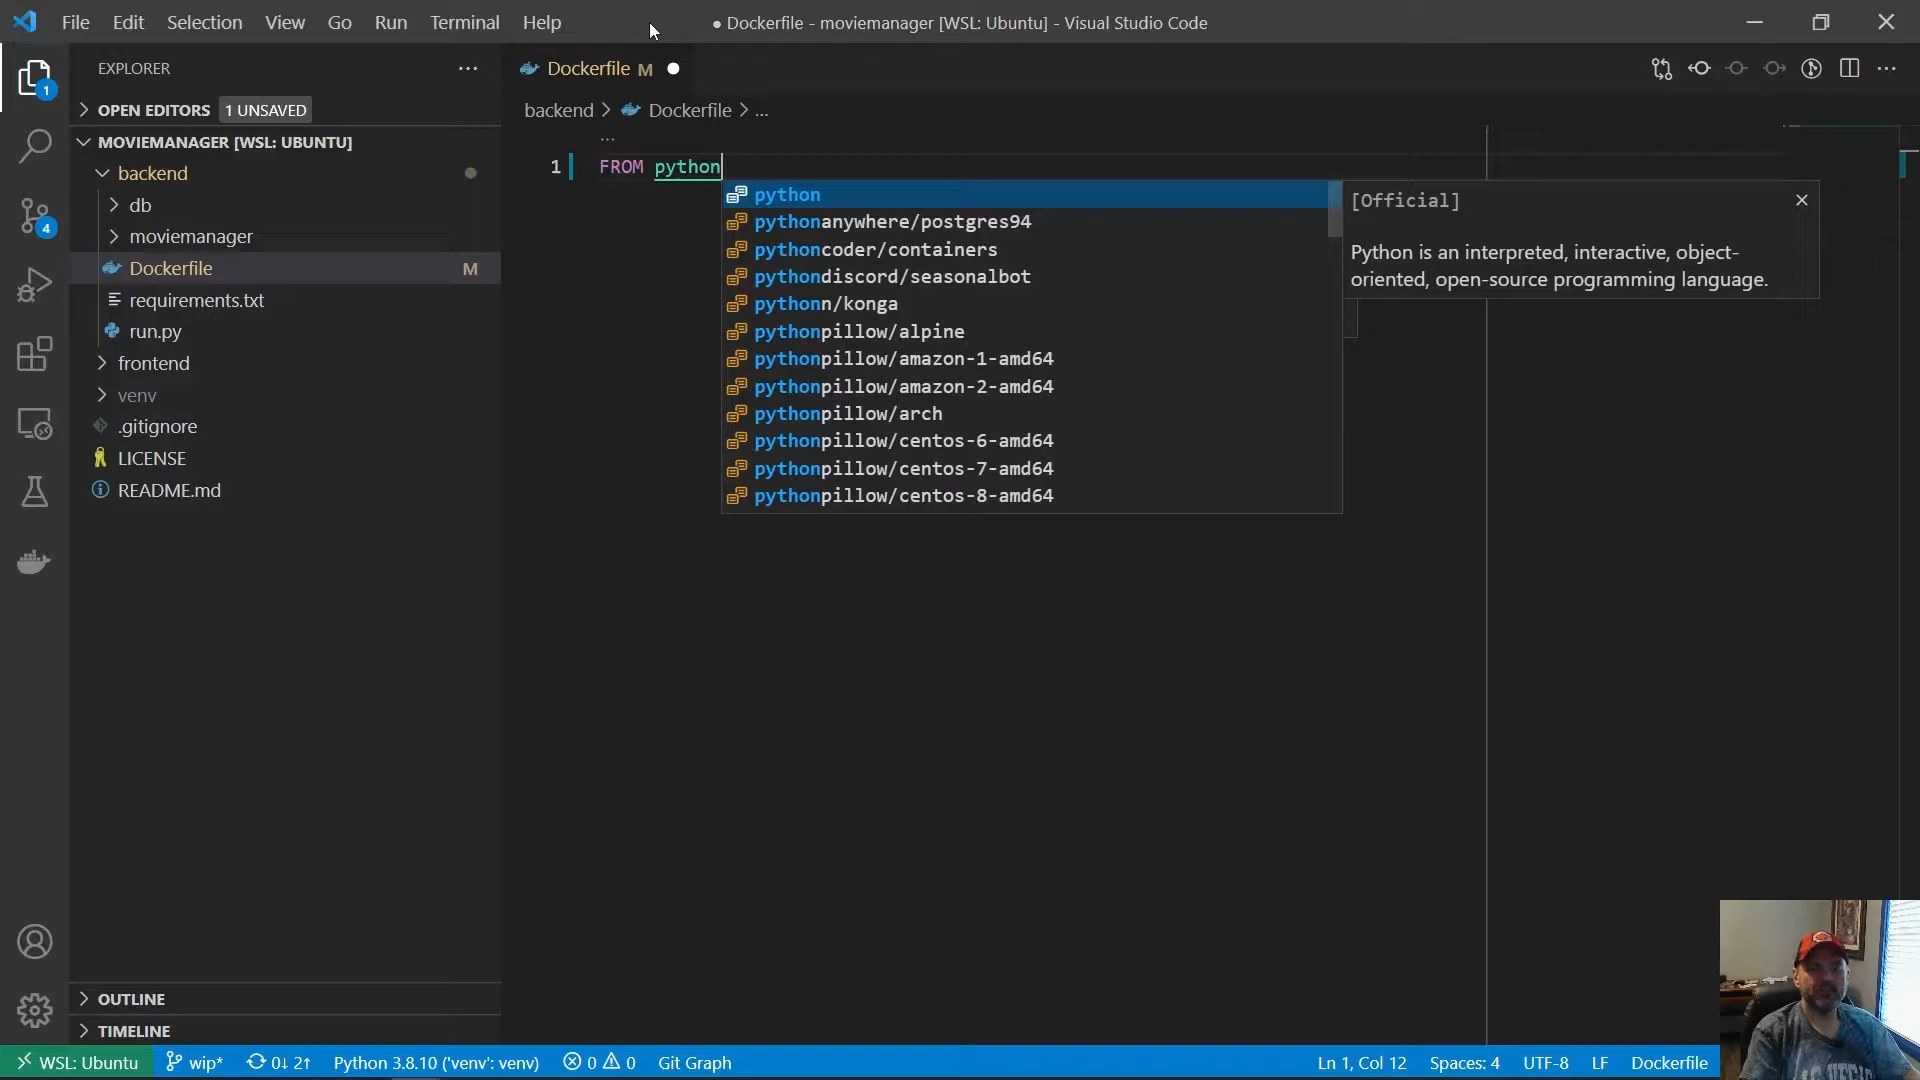 File Edit Selection View Go Run Terminal Help
● Dockerfile - moviemanager [WSL: Ubuntu] - Visual Studio Code
EXPLORER
1
OPEN EDITORS 1 UNSAVED
MOVIEMANAGER [WSL: UBUNTU]
backend
db
4
moviemanager
Dockerfile M
requirements.txt
run.py
frontend
venv
.gitignore
LICENSE
README.md
OUTLINE
TIMELINE
Dockerfile M
backend > Dockerfile > ...
1 FROM python
python
pythonanywhere/postgres94
pythoncoder/containers
pythondiscord/seasonalbot
pythonn/konga
pythonpillow/alpine
pythonpillow/amazon-1-amd64
pythonpillow/amazon-2-amd64
pythonpillow/arch
pythonpillow/centos-6-amd64
pythonpillow/centos-7-amd64
pythonpillow/centos-8-amd64
[Official]
Python is an interpreted, interactive, object-
oriented, open-source programming language.
WSL: Ubuntu wip* 0↓ 2↑ Python 3.8.10 ('venv': venv) 0 0 Git Graph Ln 1, Col 12 Spaces: 4 UTF-8 LF Dockerfile